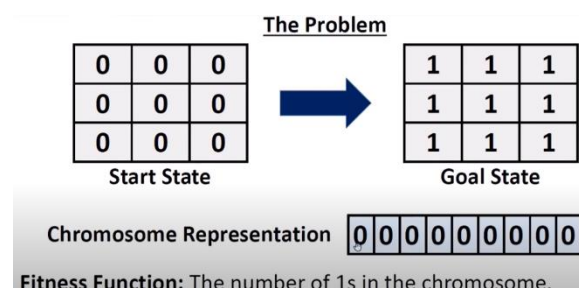 The Problem
0 0 0 1 1 1
0 0 0 1 1 1
0 0 0 1 1 1
Start State Goal State
Chromosome Representation 0 0 0 0 0 0 0 0 0
Fitness Function: The number of 1s in the chromosome.